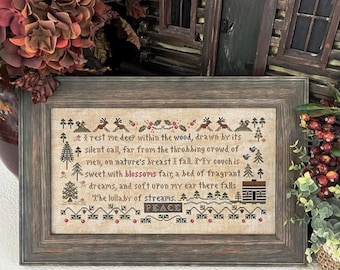 I rest me deep within the wood, drawn by its
silent call, far from the throbbing crowd of
men, on nature's breast I fall. My couch is
sweet with blossoms fair, a bed of fragrant
dreams, and soft upon my ear there falls
The lullaby of streams.
PEACE